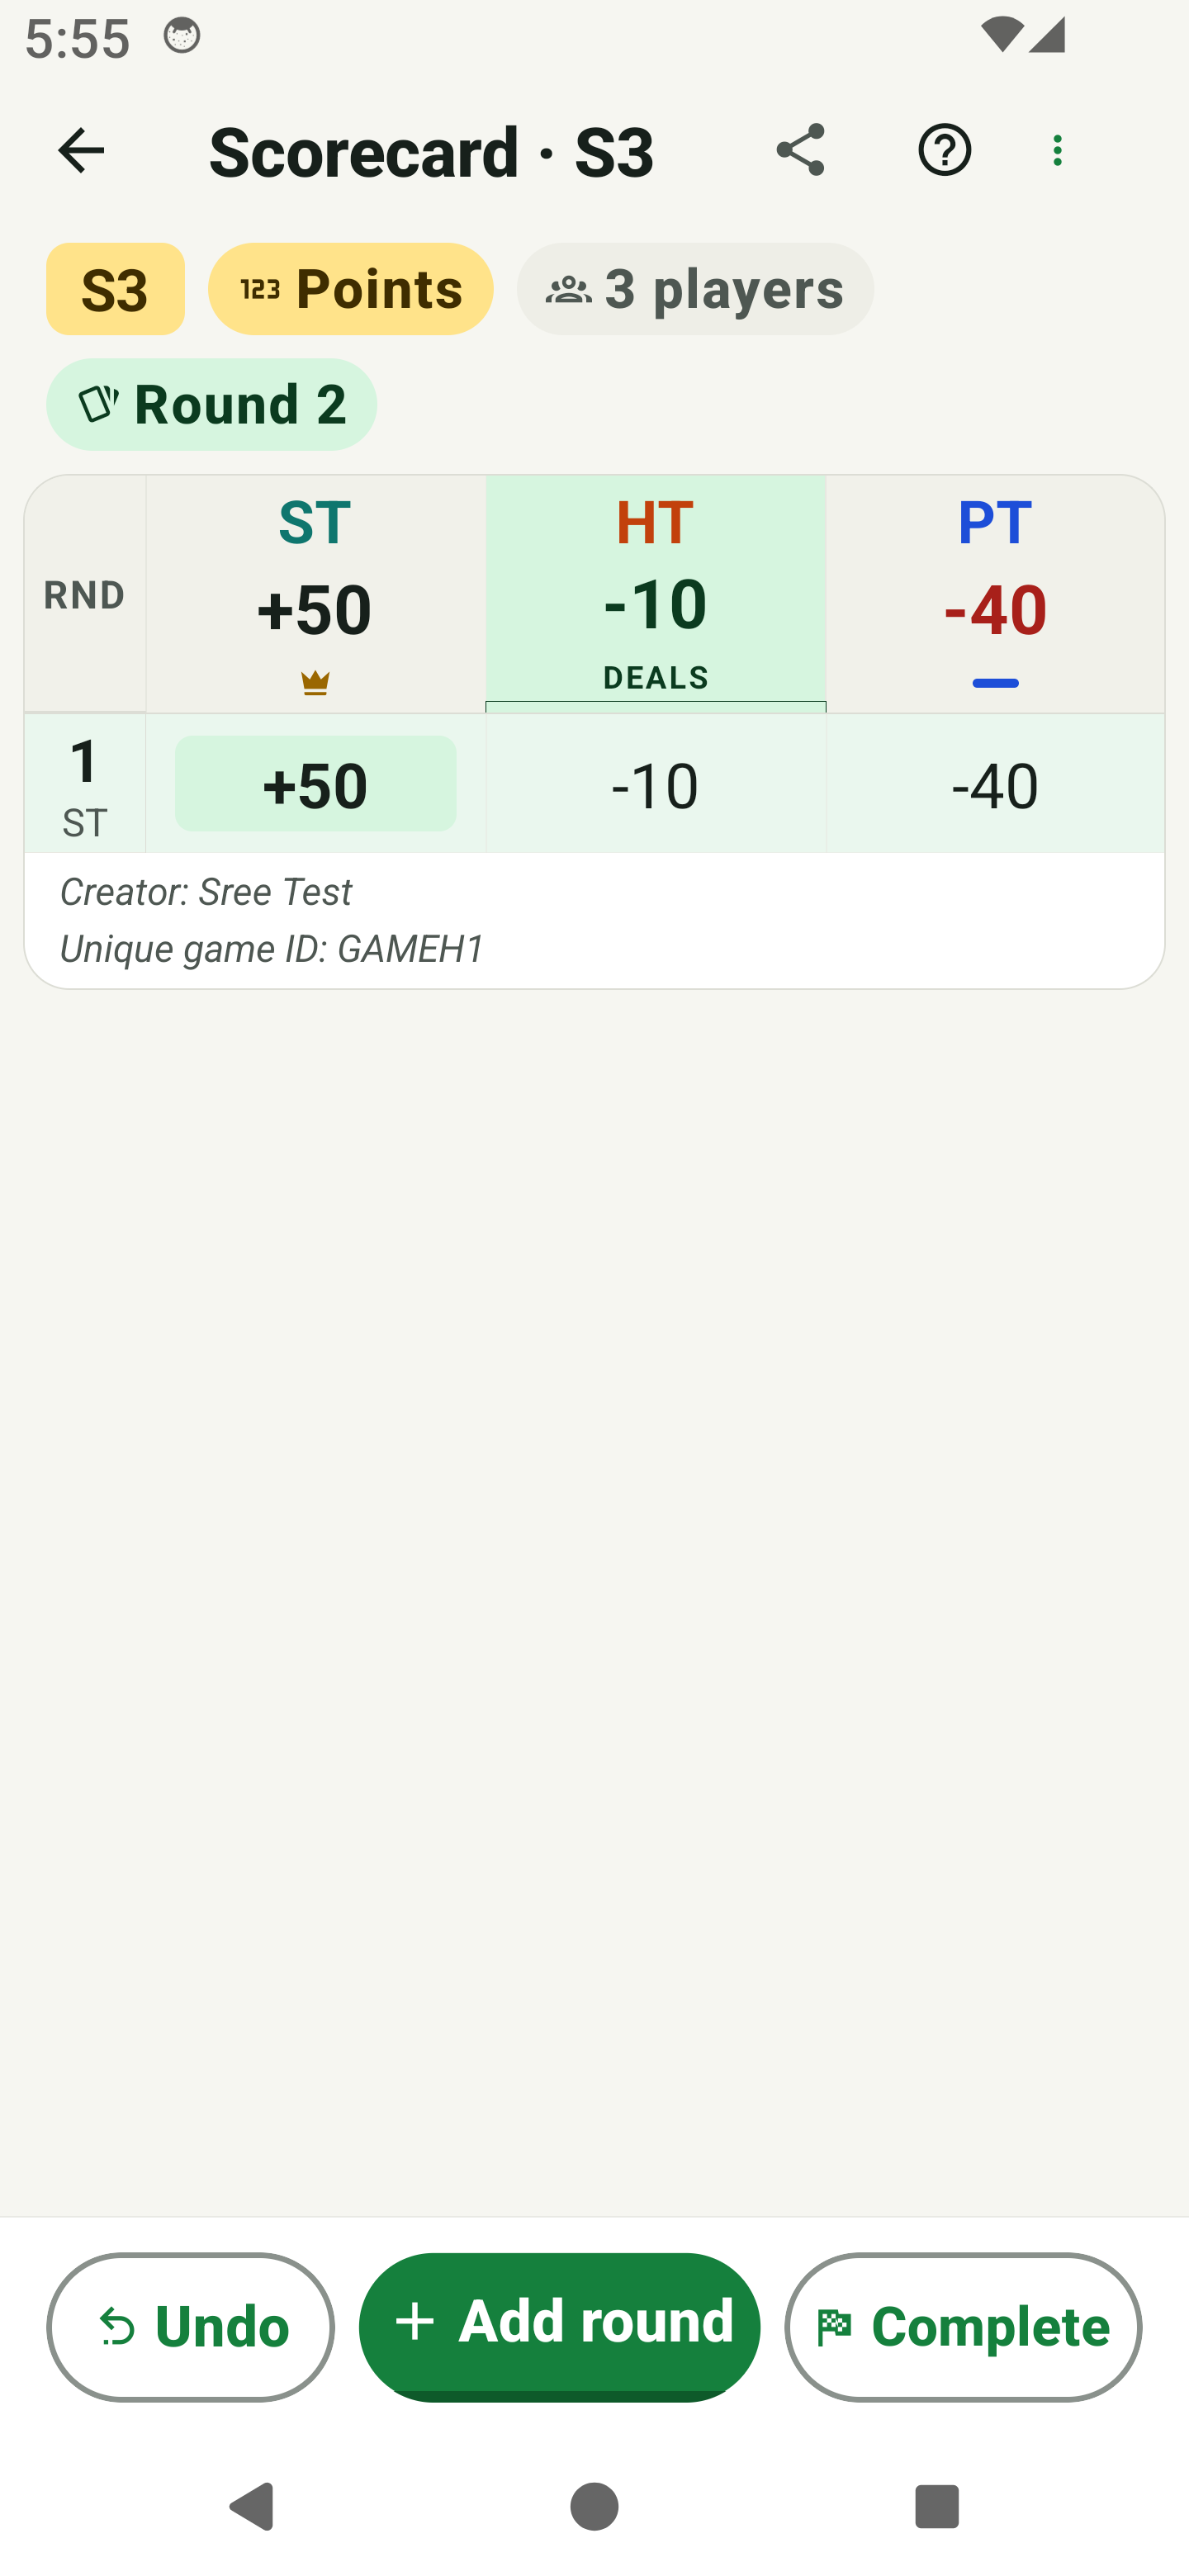 5:55
Scorecard · S3
S3
123 Points
3 players
Round 2
RND
ST
HT
PT
+50
-10
-40
DEALS
1
ST
+50
-10
-40
Creator: Sree Test
Unique game ID: GAMEH1
Undo
+ Add round
Complete